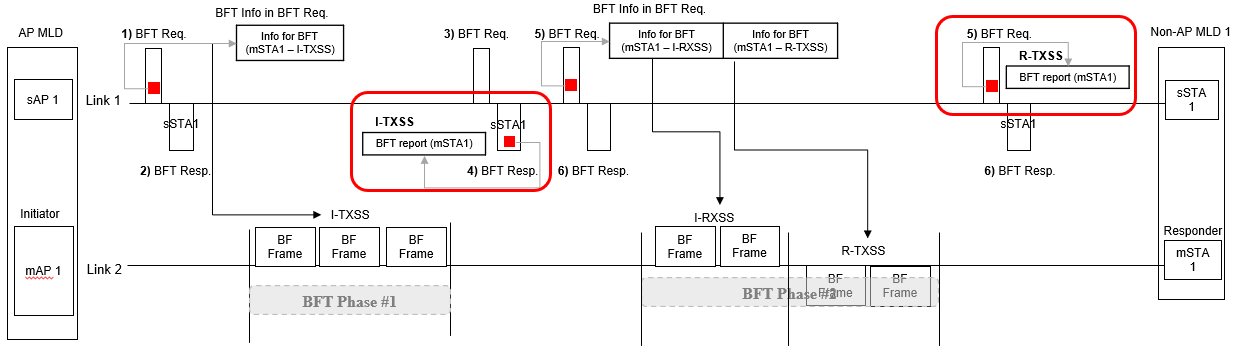 BFT Info in BFT Req.
BFT Info in BFT Req.
AP MLD
1) BFT Req.
Info for BFT
(mSTA1 – I-TXSS)
3) BFT Req.
5) BFT Req.
Info for BFT
(mSTA1 – I-RXSS)
Info for BFT
(mSTA1 – R-TXSS)
5) BFT Req.
R-TXSS
BFT report (mSTA1)
Non-AP MLD 1
sAP 1
Link 1
sSTA
1
sSTA1
I-TXSS
BFT report (mSTA1)
sSTA1
sSTA1
2) BFT Resp.
4) BFT Resp.
6) BFT Resp.
6) BFT Resp.
Initiator
I-TXSS
I-RXSS
Responder
BF
Frame
BF
Frame
BF
Frame
BF
Frame
BF
Frame
R-TXSS
mAP 1
Link 2
mSTA
1
BF
Frame
BF
Frame
BFT Phase #1
BFT Phase #2